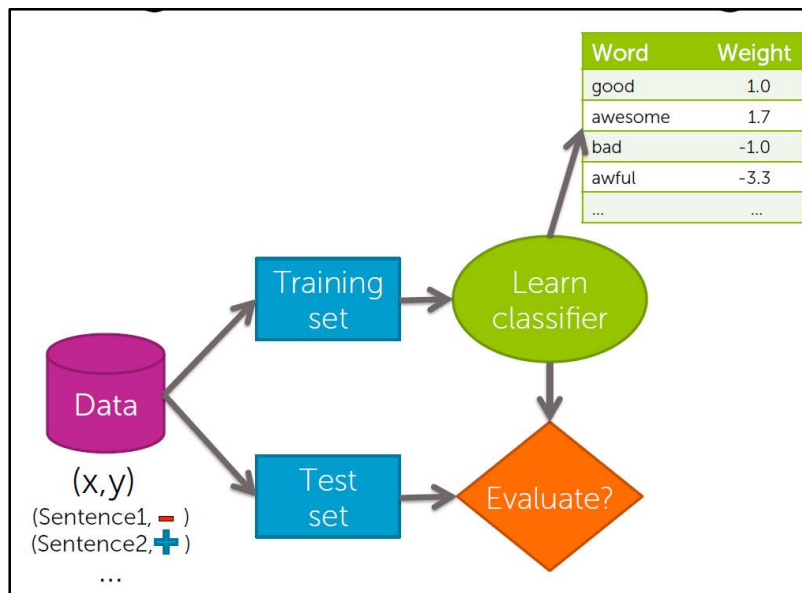 Word Weight
good 1.0
awesome 1.7
bad -1.0
awful -3.3
... ...
Training
set
Learn
classifier
Data
(x,y)
(Sentence1, - )
(Sentence2, + )
...
Test
set
Evaluate?